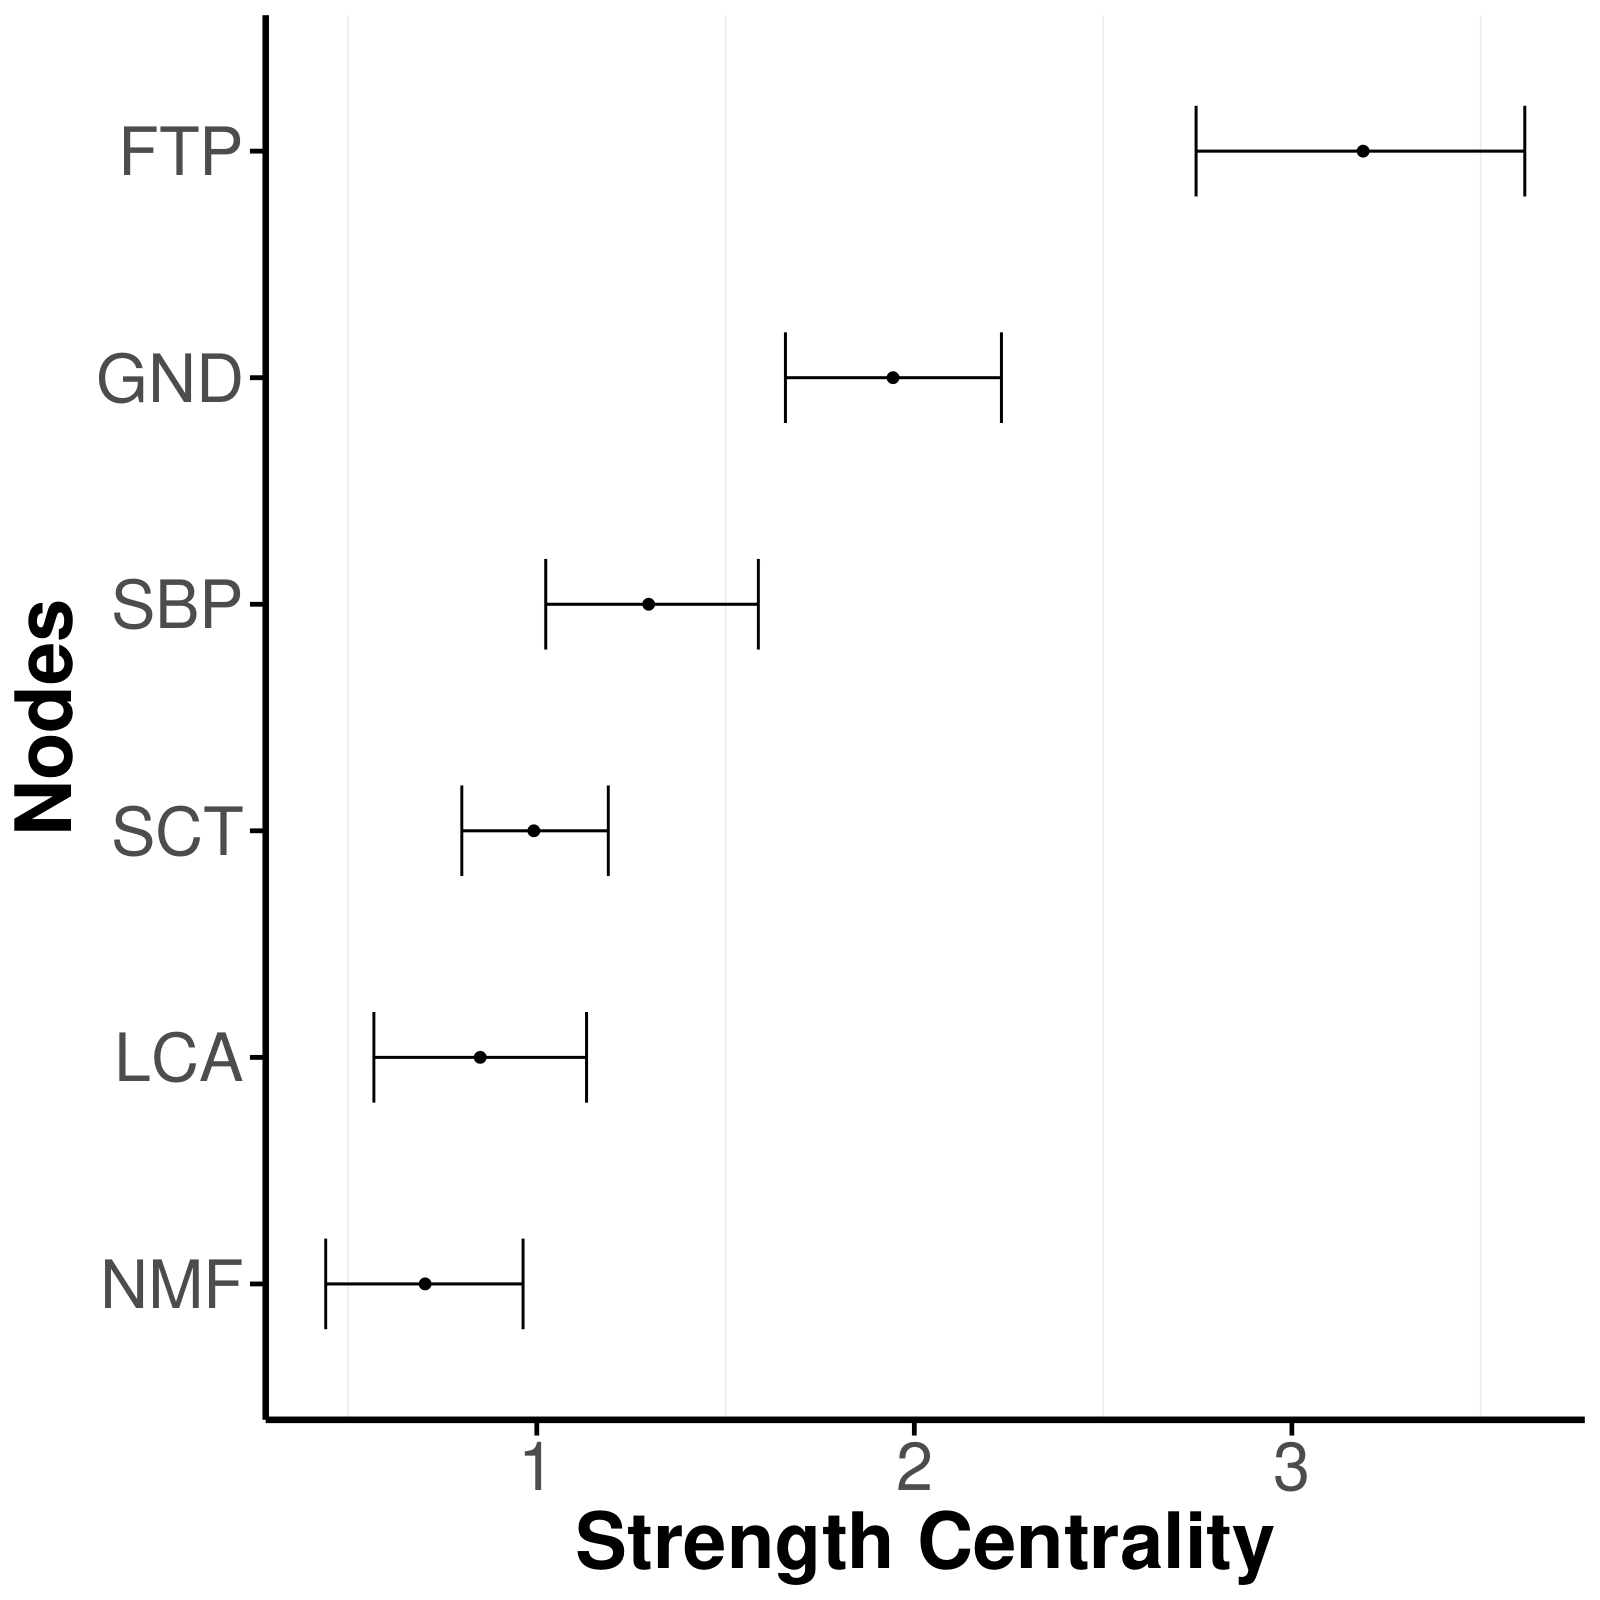 FTP
GND
SBP
SCT
LCA
NMF
Nodes
1 2 3
Strength Centrality